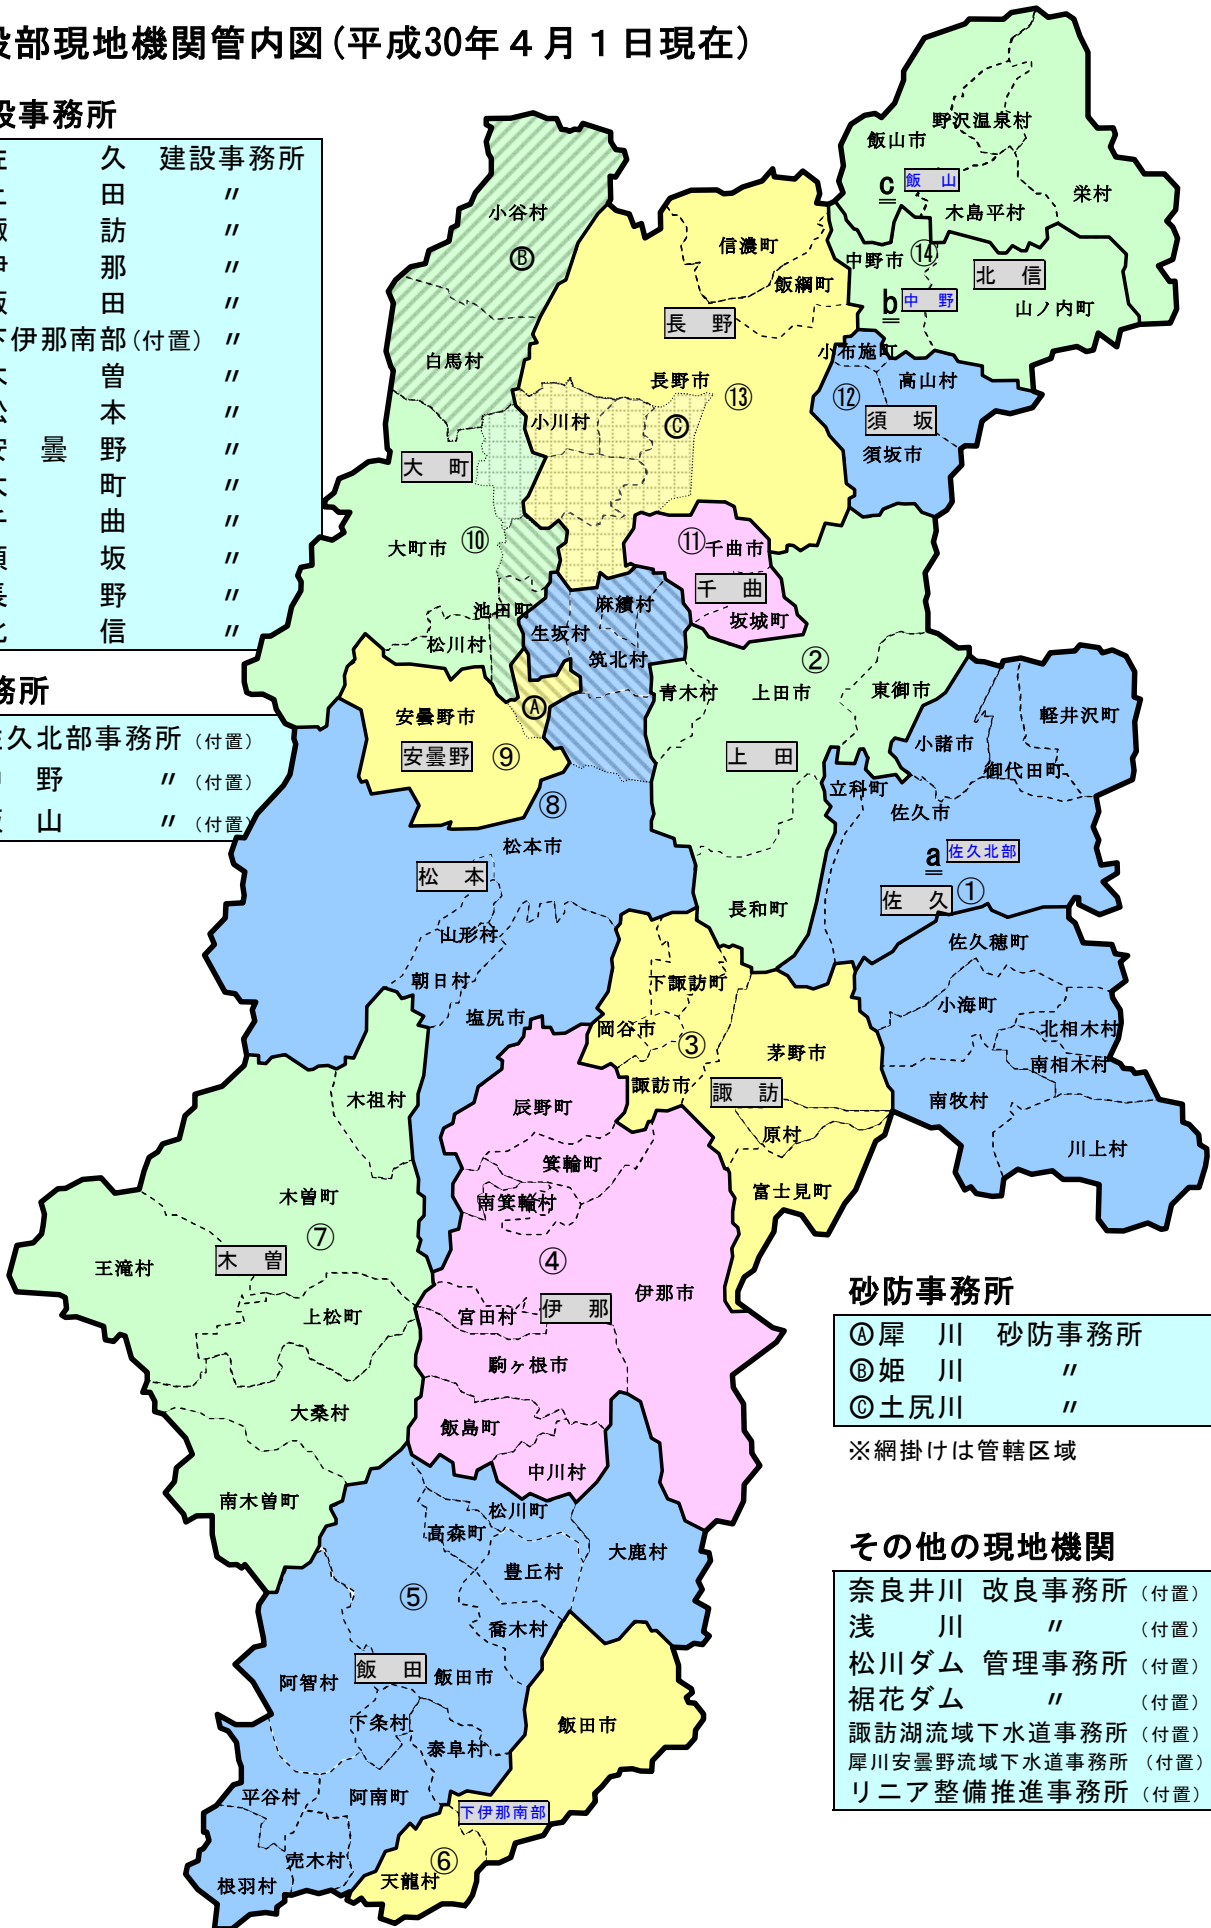 設部現地機関管内図(平成30年４月１日現在)
設事務所
佐久 建設事務所
上田 〃
諏訪 〃
伊那 〃
飯田 〃
下伊那南部(付置) 〃
木曽 〃
松本 〃
安曇野 〃
大町 〃
千曲 〃
須坂 〃
長野 〃
北信 〃
務所
佐久北部事務所 (付置)
中野 〃 (付置)
飯山 〃 (付置)
野沢温泉村
飯山市
c 飯山
栄村
木島平村
中野市 ⑭
北信
b 中野
山ノ内町
小谷村
Ⓑ
白馬村
信濃町
飯綱町
長野
長野市
⑬
小川村
Ⓒ
小布施町
高山村
⑫
須坂
須坂市
大町
大町市
⑩
池田町
松川村
⑪
千曲市
千曲
坂城町
麻績村
生坂村
筑北村
Ⓐ
安曇野市
安曇野
⑨
②
青木村
上田市
東御市
上田
長和町
軽井沢町
小諸市
御代田町
立科町
佐久市
a 佐久北部
佐久 ①
佐久穂町
小海町
北相木村
南相木村
南牧村
川上村
⑧
松本市
松本
山形村
朝日村
塩尻市
下諏訪町
岡谷市
③
茅野市
諏訪市
諏訪
原村
富士見町
木祖村
木曽町
⑦
王滝村
木曽
上松町
大桑村
南木曽町
辰野町
箕輪町
南箕輪村
④
伊那市
宮田村
伊那
駒ヶ根市
飯島町
中川村
松川町
高森町
大鹿村
豊丘村
⑤
喬木村
飯田
飯田市
阿智村
下条村
泰阜村
飯田市
平谷村
阿南町
下伊那南部
売木村
⑥
天龍村
根羽村
砂防事務所
Ⓐ犀川 砂防事務所
Ⓑ姫川 〃
Ⓒ土尻川 〃
※網掛けは管轄区域
その他の現地機関
奈良井川 改良事務所 (付置)
浅川 〃 (付置)
松川ダム 管理事務所 (付置)
裾花ダム 〃 (付置)
諏訪湖流域下水道事務所 (付置)
犀川安曇野流域下水道事務所 (付置)
リニア整備推進事務所 (付置)